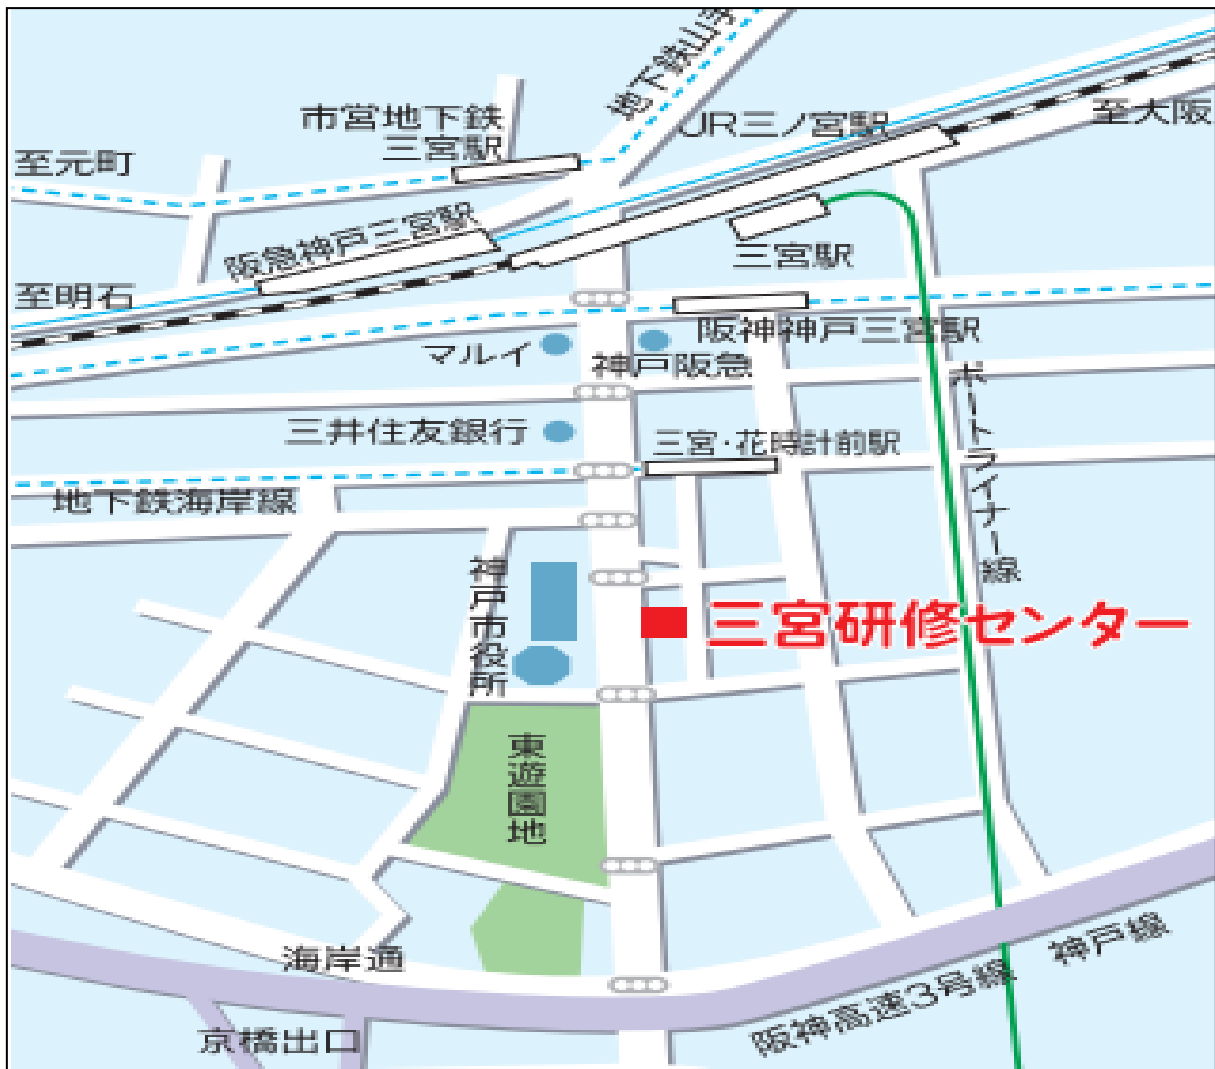 地下鉄山手
市営地下鉄
三宮駅
JR三ノ宮駅
至大阪
至元町
阪急神戸三宮駅
三宮駅
至明石
阪神神戸三宮駅
マルイ
神戸阪急
ポートライナー線
三井住友銀行
三宮・花時計前駅
地下鉄海岸線
神戸市役所
三宮研修センター
東遊園地
海岸通
神戸線
阪神高速3号線
京橋出口